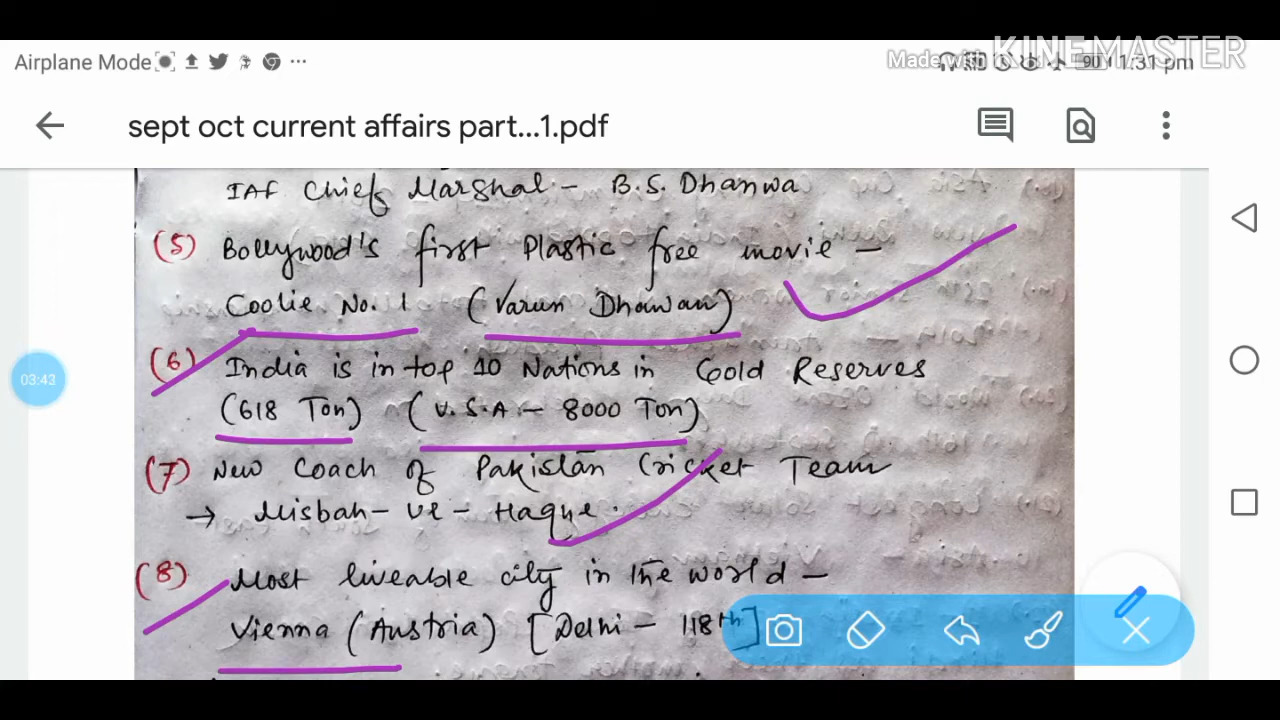 Made with KINEMASTER
Airplane Mode ... 90 1:31 pm
sept oct current affairs part...1.pdf
IAF Chiefs Marshal - B.S. Dhanwa
(5) Bollywood's first Plastic free movie -
Coolie No. 1 (Varun Dhawan)
(6) India is in top 10 Nations in Gold Reserves
(618 Ton) (U.S.A - 8000 Ton)
03:43
(7) New Coach of Pakistan Cricket Team
→ Misbah - Ul - Haque.
(8) Most liveable city in the world -
Vienna (Austria) [Delhi - 118th]